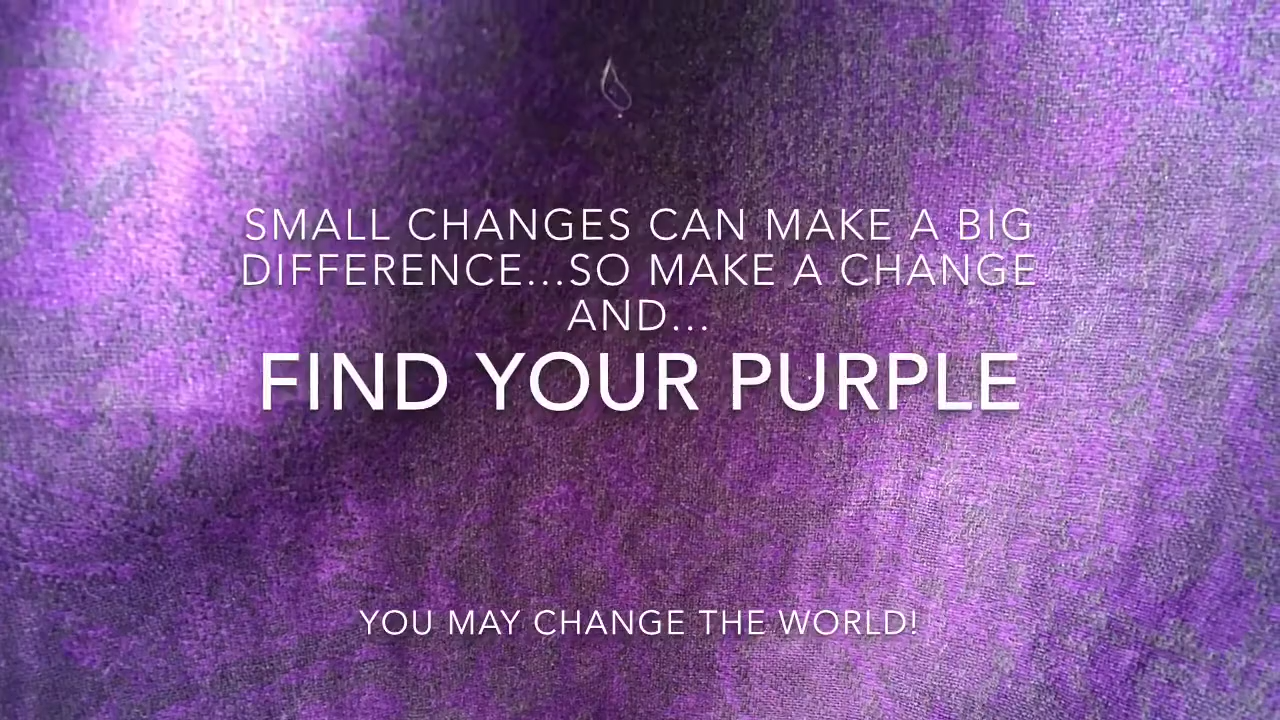 SMALL CHANGES CAN MAKE A BIG
DIFFERENCE...SO MAKE A CHANGE
AND...
FIND YOUR PURPLE
YOU MAY CHANGE THE WORLD!